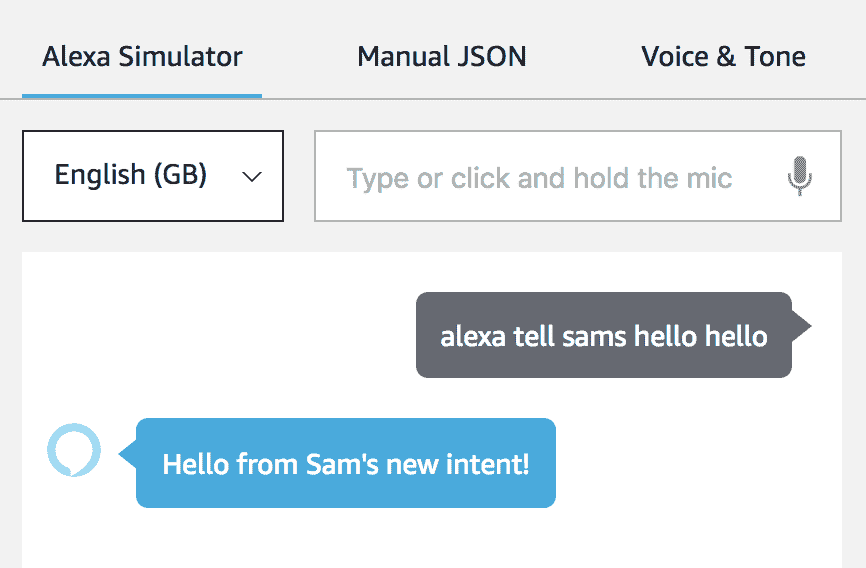 Alexa Simulator
Manual JSON
Voice & Tone
English (GB)
Type or click and hold the mic
alexa tell sams hello hello
Hello from Sam's new intent!